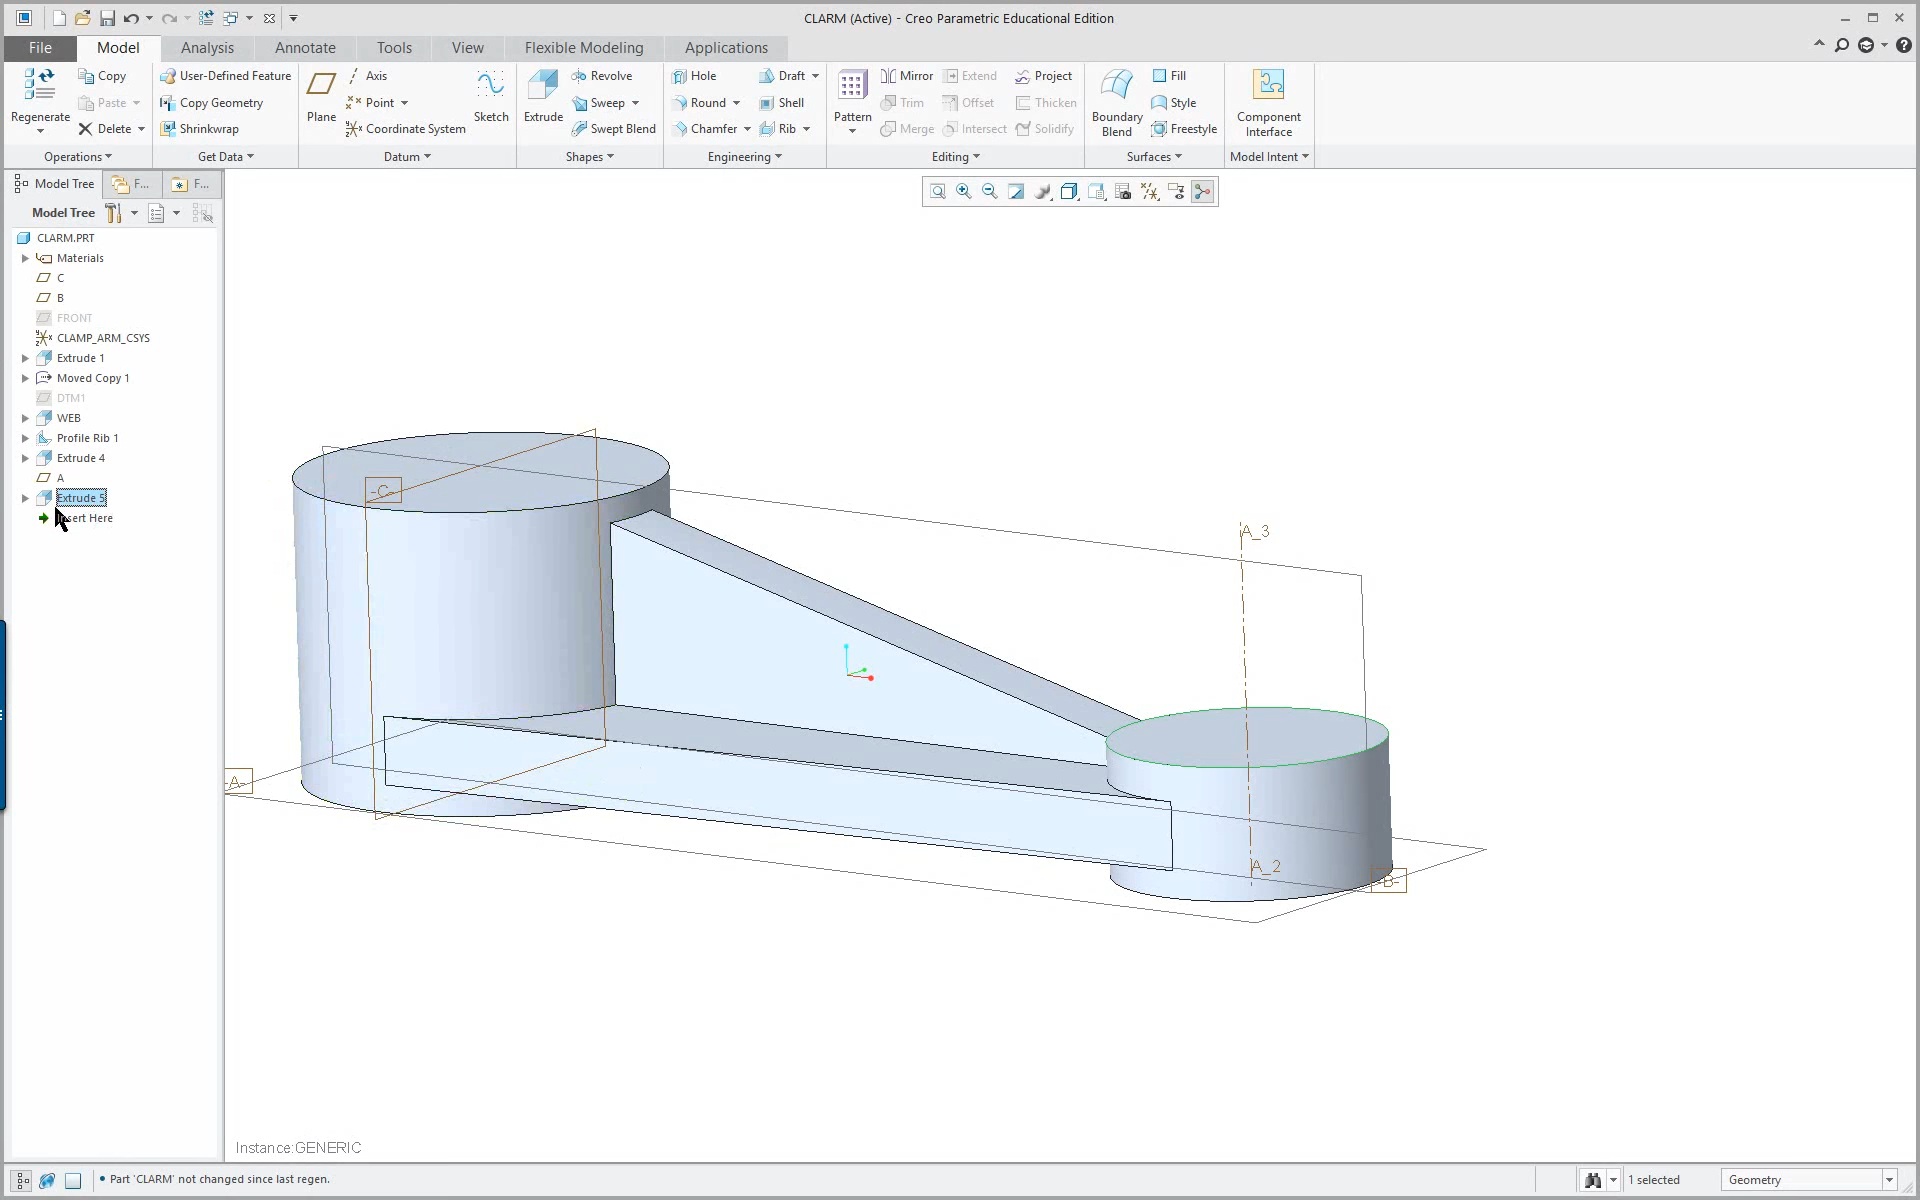 CLARM (Active) - Creo Parametric Educational Edition
File Model Analysis Annotate Tools View Flexible Modeling Applications
Regenerate
Copy
Paste
Delete
Operations
User-Defined Feature
Copy Geometry
Shrinkwrap
Get Data
Plane
Axis
Point
Coordinate System
Sketch
Datum
Extrude
Revolve
Sweep
Swept Blend
Shapes
Hole
Round
Chamfer
Draft
Shell
Rib
Engineering
Pattern
Mirror
Trim
Merge
Extend
Offset
Intersect
Project
Thicken
Solidify
Editing
Boundary
Blend
Fill
Style
Freestyle
Surfaces
Component
Interface
Model Intent
Model Tree F... F...
Model Tree
CLARM.PRT
Materials
C
B
FRONT
CLAMP_ARM_CSYS
Extrude 1
Moved Copy 1
DTM1
WEB
Profile Rib 1
Extrude 4
A
Extrude 5
Insert Here
-C-
A_3
-A-
A_2
-B-
Instance:GENERIC
• Part 'CLARM' not changed since last regen.
1 selected
Geometry